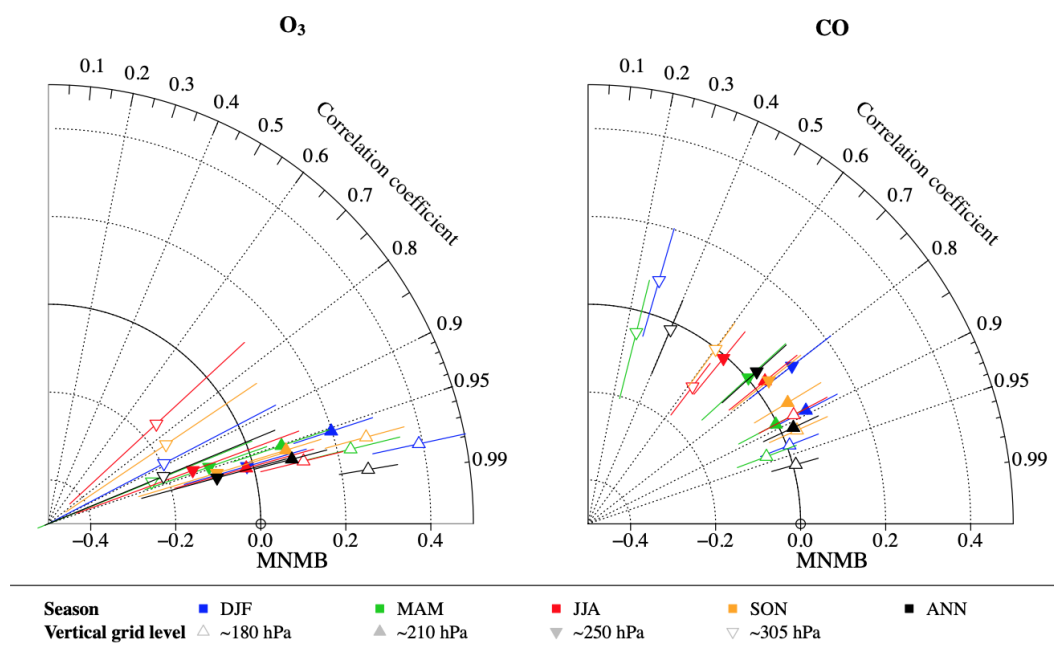 O₃
0.1
0.2
0.3
0.4
0.5
0.6
0.7
0.8
0.9
0.95
0.99
Correlation coefficient
−0.4 −0.2 0.0 0.2 0.4
MNMB
CO
0.1
0.2
0.3
0.4
0.5
0.6
0.7
0.8
0.9
0.95
0.99
Correlation coefficient
−0.4 −0.2 0.0 0.2 0.4
MNMB
Season DJF MAM JJA SON ANN
Vertical grid level ~180 hPa ~210 hPa ~250 hPa ~305 hPa